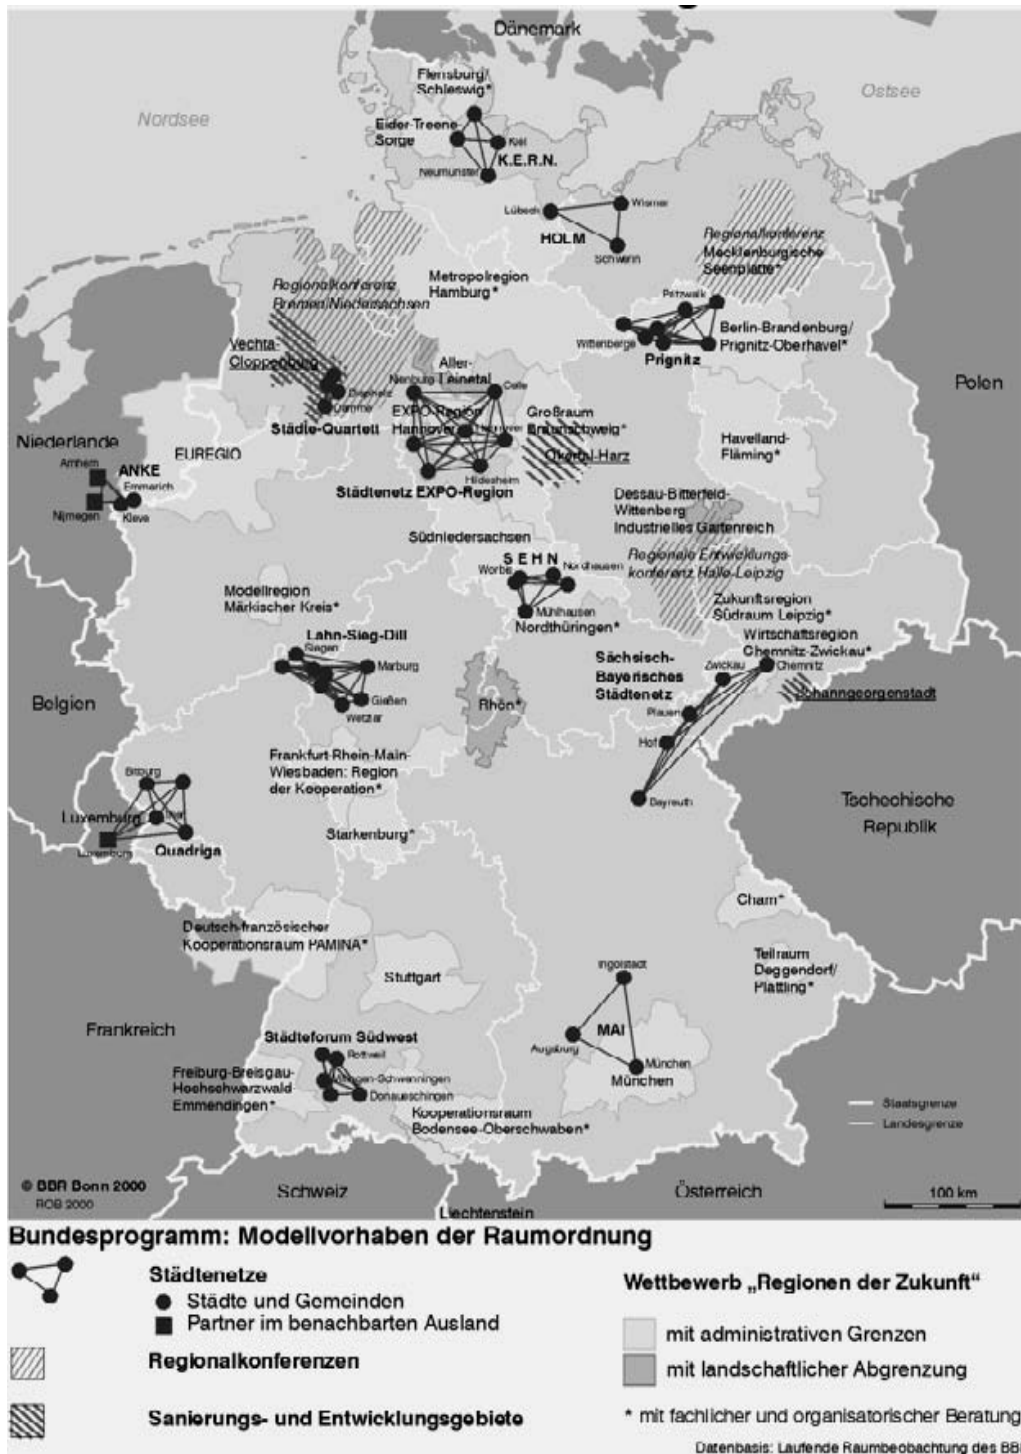 Dänemark
Nordsee
Ostsee
Flensburg/
Schleswig*
Eider-Treene-
Sorge
Kiel
K.E.R.N.
Neumünster
Lübeck
Wismar
HOLM
Schwerin
Regionalkonferenz
Mecklenburgische
Seenplatte*
Metropolregion
Hamburg*
Regionalkonferenz
Bremen/Niedersachsen
Pritzwalk
Wittenberge
Prignitz
Berlin-Brandenburg/
Prignitz-Oberhavel*
Polen
Vechta-
Cloppenburg
Diepholz
Damme
Städte-Quartett
Aller-
Leinetal
Nienburg
Celle
EXPO-Region
Hannover
Großraum
Braunschweig*
Okertal-Harz
Hildesheim
Städtenetz EXPO-Region
Havelland-
Fläming*
Niederlande
Arnhem
ANKE
Emmerich
Nijmegen
Kleve
EUREGIO
Dessau-Bitterfeld-
Wittenberg
Industrielles Gartenreich
Südniedersachsen
Regionale Entwicklungs-
konferenz Halle-Leipzig
S E H N
Worbis
Nordhausen
Mühlhausen
Nordthüringen*
Modellregion
Märkischer Kreis*
Zukunftsregion
Südraum Leipzig*
Wirtschaftsregion
Chemnitz-Zwickau*
Lahn-Sieg-Dill
Siegen
Marburg
Gießen
Wetzlar
Sächsisch-
Bayerisches
Städtenetz
Zwickau
Chemnitz
Johanngeorgenstadt
Plauen
Hof
Bayreuth
Belgien
Rhön*
Frankfurt-Rhein-Main-
Wiesbaden: Region
der Kooperation*
Starkenburg*
Tschechische
Republik
Bitburg
Trier
Luxemburg
Luxemburg
Quadriga
Cham*
Deutsch-französischer
Kooperationsraum PAMINA*
Stuttgart
Teilraum
Deggendorf/
Plattling*
Ingolstadt
MAI
Augsburg
München
München
Frankreich
Städteforum Südwest
Rottweil
Villingen-Schwenningen
Donaueschingen
Freiburg-Breisgau-
Hochschwarzwald-
Emmendingen*
Kooperationsraum
Bodensee-Oberschwaben*
Staatsgrenze
Landesgrenze
© BBR Bonn 2000
ROB 2000
Schweiz
Liechtenstein
Österreich
100 km
Bundesprogramm: Modellvorhaben der Raumordnung
Städtenetze
Städte und Gemeinden
Partner im benachbarten Ausland
Regionalkonferenzen
Sanierungs- und Entwicklungsgebiete
Wettbewerb „Regionen der Zukunft“
mit administrativen Grenzen
mit landschaftlicher Abgrenzung
* mit fachlicher und organisatorischer Beratung
Datenbasis: Laufende Raumbeobachtung des BB